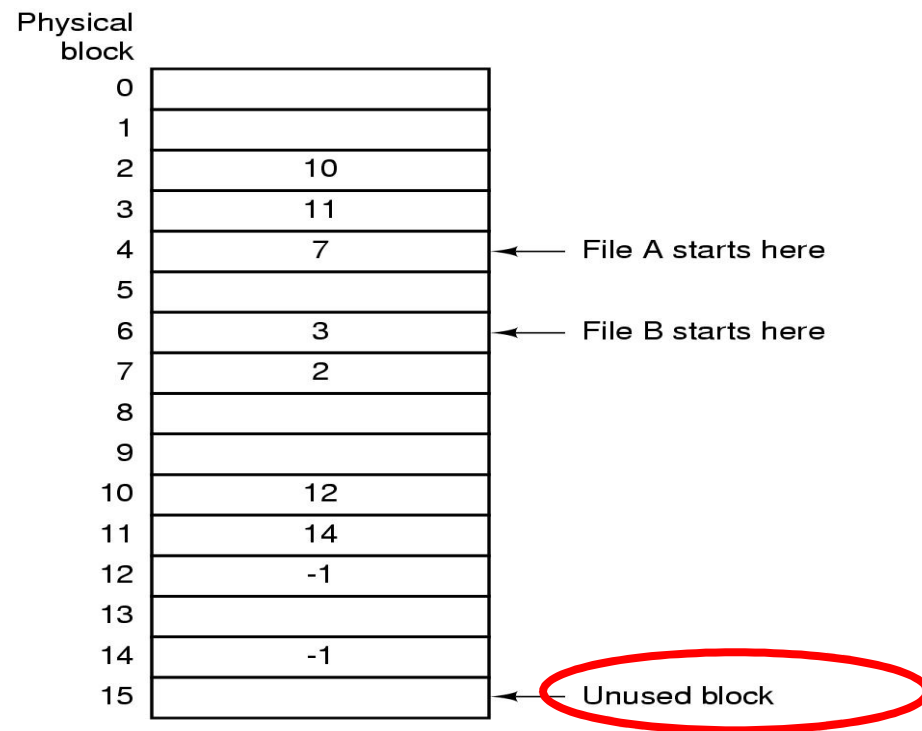 Physical
block
0
1
2 10
3 11
4 7 File A starts here
5
6 3 File B starts here
7 2
8
9
10 12
11 14
12 -1
13
14 -1
15 Unused block